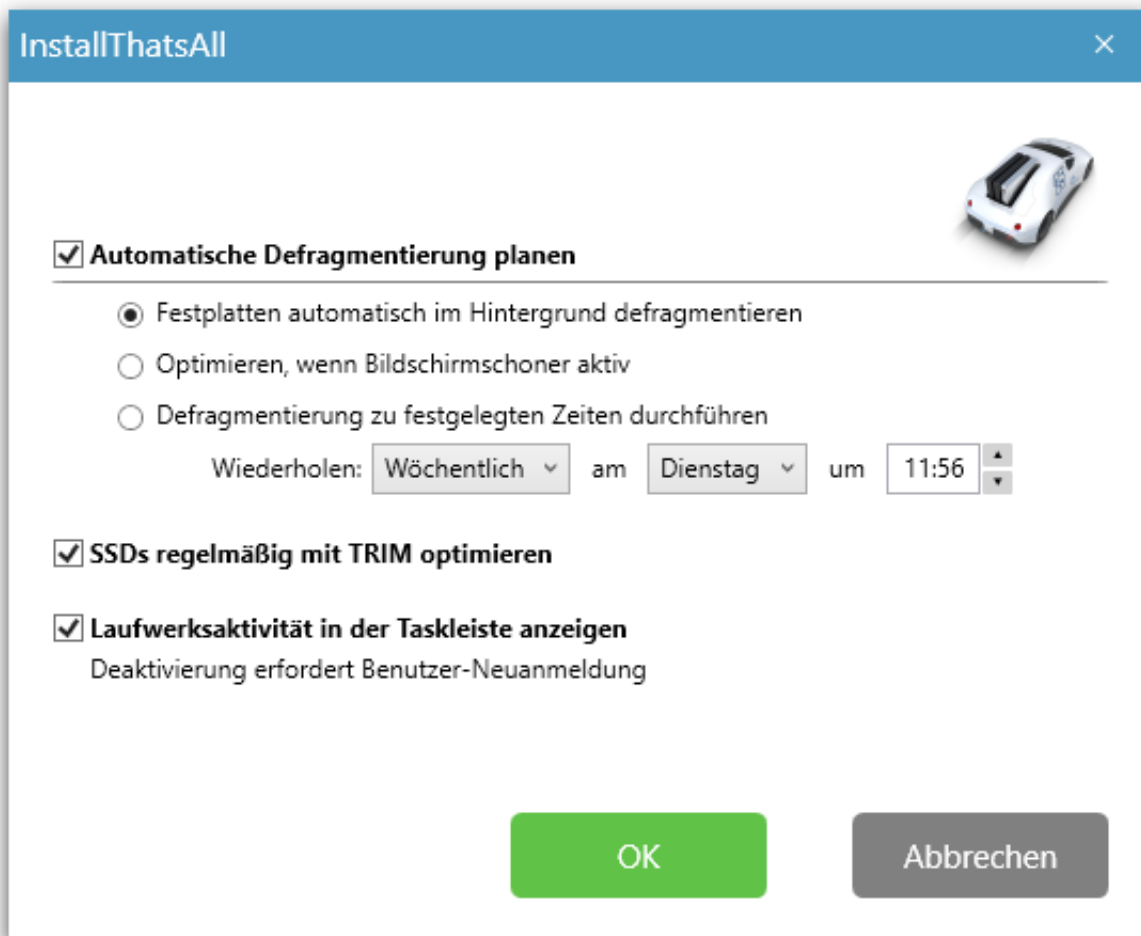 InstallThatsAll
Automatische Defragmentierung planen
Festplatten automatisch im Hintergrund defragmentieren
Optimieren, wenn Bildschirmschoner aktiv
Defragmentierung zu festgelegten Zeiten durchführen
Wiederholen: Wöchentlich am Dienstag um 11:56
SSDs regelmäßig mit TRIM optimieren
Laufwerksaktivität in der Taskleiste anzeigen
Deaktivierung erfordert Benutzer-Neuanmeldung
OK Abbrechen